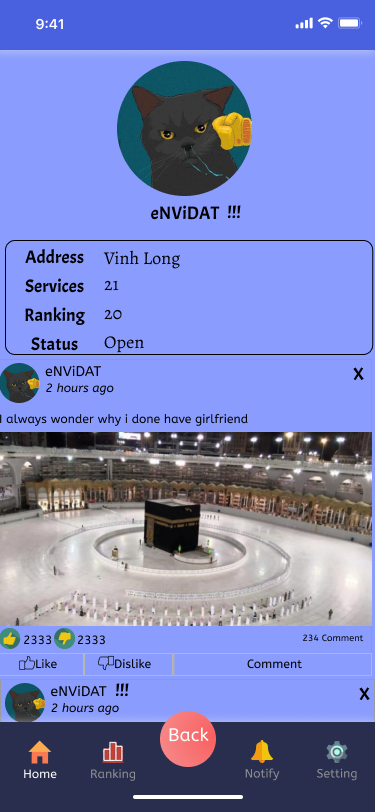 9:41
eNViDAT !!!
Address Vinh Long
Services 21
Ranking 20
Status Open
eNViDAT
2 hours ago
X
I always wonder why i done have girlfriend
2333 2333
234 Comment
Like Dislike Comment
eNViDAT !!!
2 hours ago
X
Back
Home Ranking Notify Setting